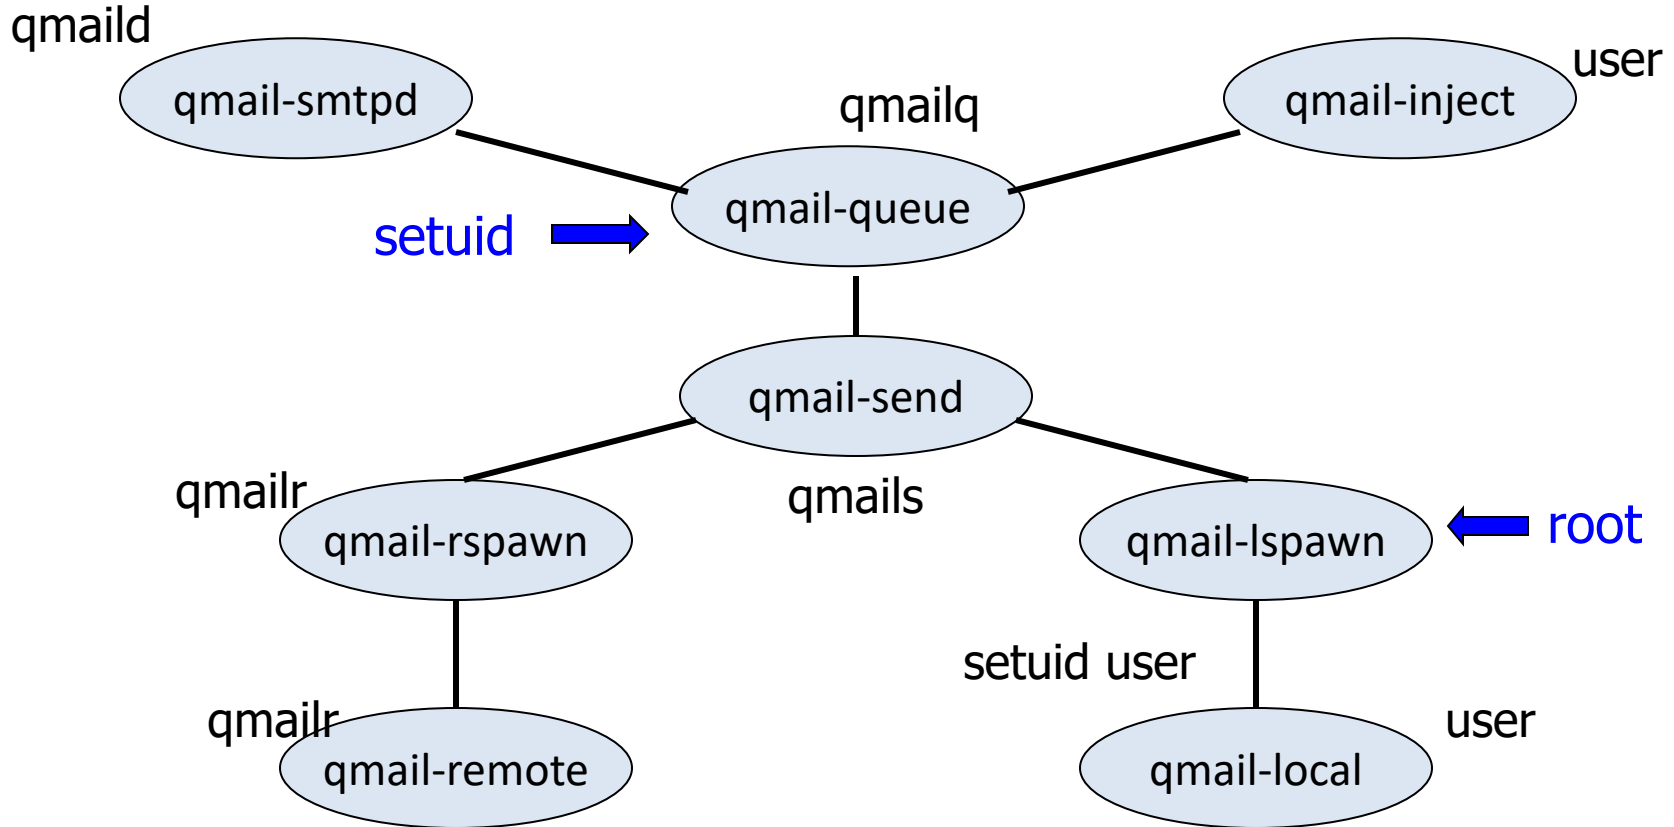 qmaild
qmail-smtpd
user
qmail-inject
qmailq
qmail-queue
setuid
qmail-send
qmails
qmailr
qmail-rspawn
qmail-lspawn
root
setuid user
qmailr
qmail-remote
user
qmail-local